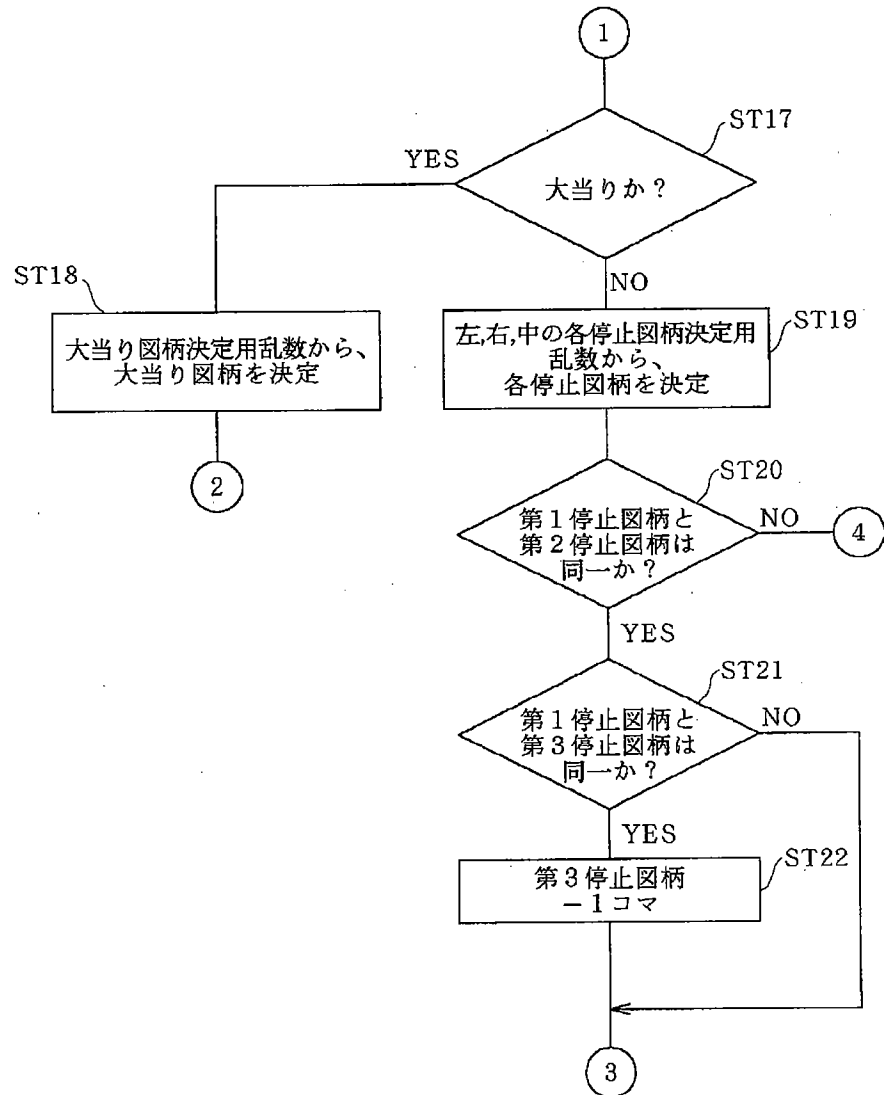 1
ST17
YES
大当りか?
NO
ST18
大当り図柄決定用乱数から、
大当り図柄を決定
2
ST19
左,右,中の各停止図柄決定用
乱数から、
各停止図柄を決定
ST20
第1停止図柄と
第2停止図柄は
同一か?
NO
4
YES
ST21
第1停止図柄と
第3停止図柄は
同一か?
NO
YES
ST22
第3停止図柄
-1コマ
3